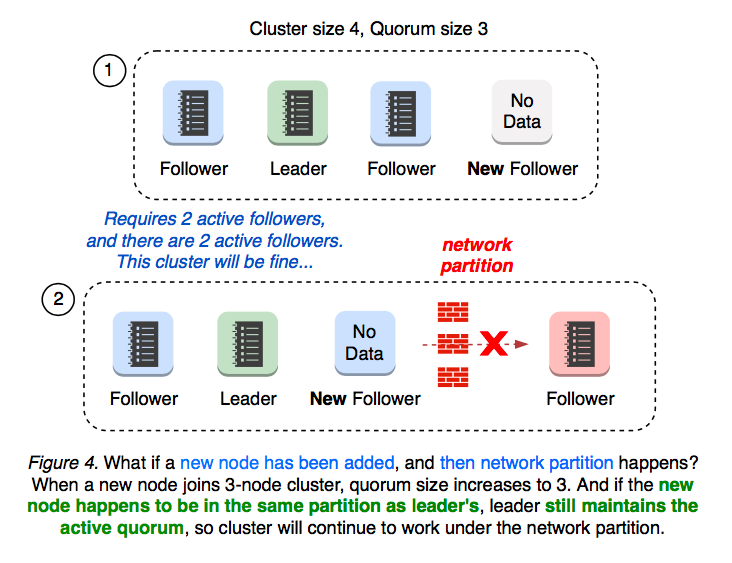 Cluster size 4, Quorum size 3
1
No
Data
Follower
Leader
Follower
New Follower
Requires 2 active followers,
and there are 2 active followers.
This cluster will be fine...
network
partition
2
No
Data
Follower
Leader
New Follower
Follower
Figure 4. What if a new node has been added, and then network partition happens?
When a new node joins 3-node cluster, quorum size increases to 3. And if the new
node happens to be in the same partition as leader's, leader still maintains the
active quorum, so cluster will continue to work under the network partition.